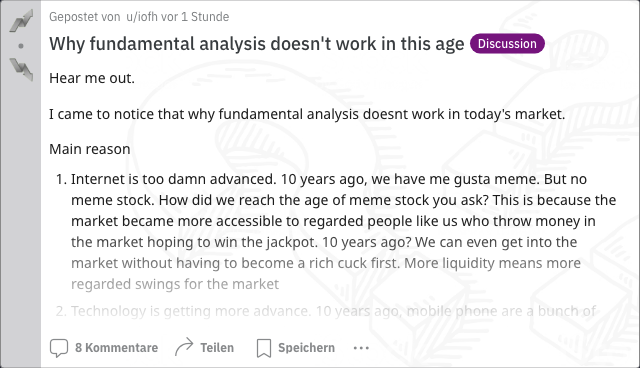 Gepostet von u/iofh vor 1 Stunde
Why fundamental analysis doesn't work in this age Discussion
Hear me out.
I came to notice that why fundamental analysis doesnt work in today's market.
Main reason
1. Internet is too damn advanced. 10 years ago, we have me gusta meme. But no
meme stock. How did we reach the age of meme stock you ask? This is because the
market became more accessible to regarded people like us who throw money in
the market hoping to win the jackpot. 10 years ago? We can even get into the
market without having to become a rich cuck first. More liquidity means more
regarded swings for the market
2. Technology is getting more advance. 10 years ago, mobile phone are a bunch of
8 Kommentare Teilen Speichern